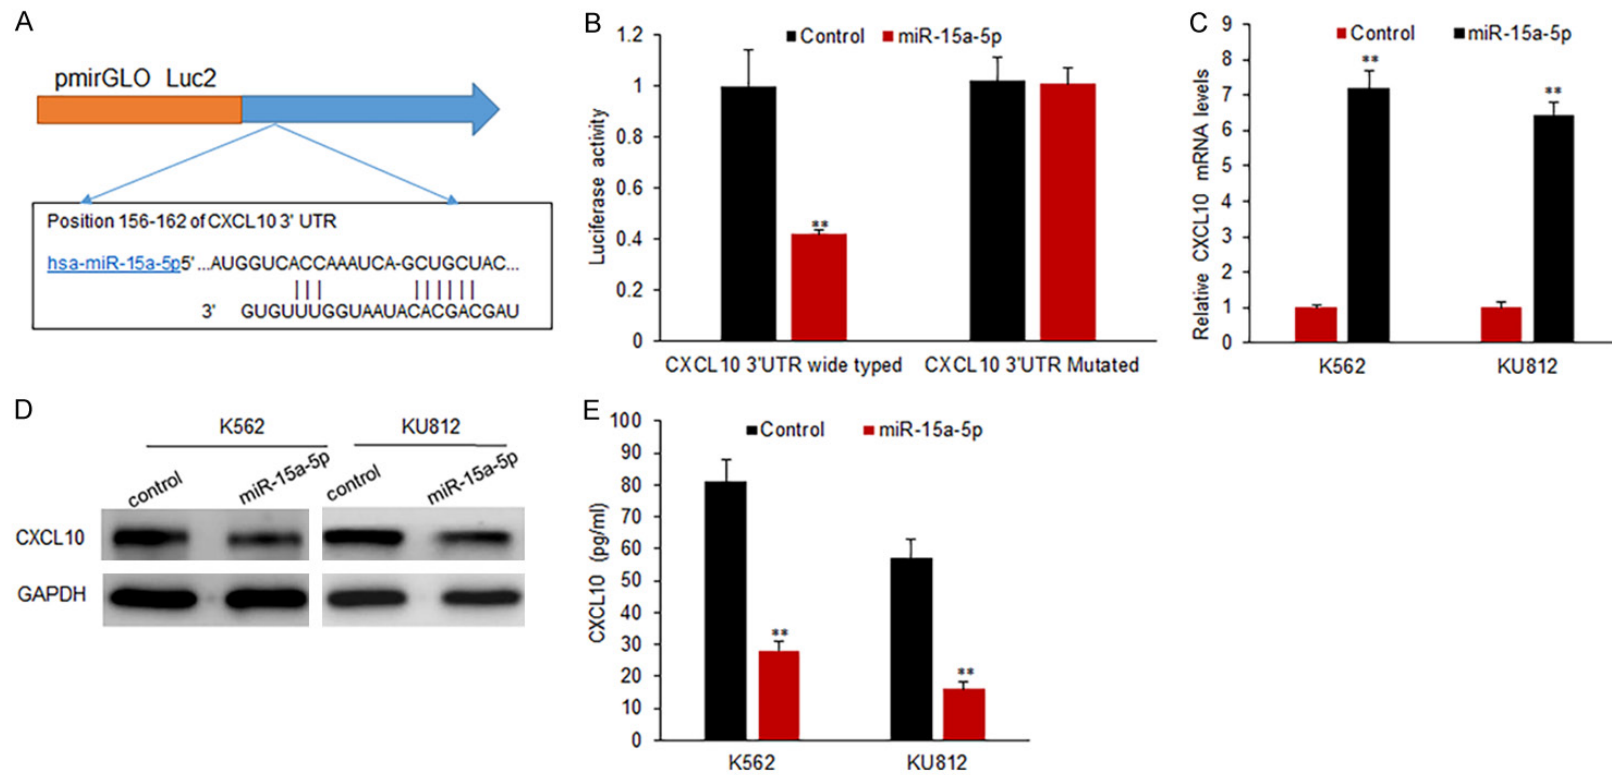 A
pmirGLO Luc2
Position 156-162 of CXCL10 3' UTR
hsa-miR-15a-5p5' ...AUGGUCACCAAAUCA-GCUGCUAC...
3' GUGUUUGGUAAUACACGACGAU
B
Control miR-15a-5p
Luciferase activity
1.2
1
0.8
0.6
0.4
0.2
0
**
CXCL10 3'UTR wide typed CXCL10 3'UTR Mutated
C
Control miR-15a-5p
Relative CXCL10 mRNA levels
9
8
7
6
5
4
3
2
1
0
**
**
K562 KU812
D
K562 KU812
control miR-15a-5p control miR-15a-5p
CXCL10
GAPDH
E
Control miR-15a-5p
CXCL10 (pg/ml)
100
90
80
70
60
50
40
30
20
10
0
**
**
K562 KU812